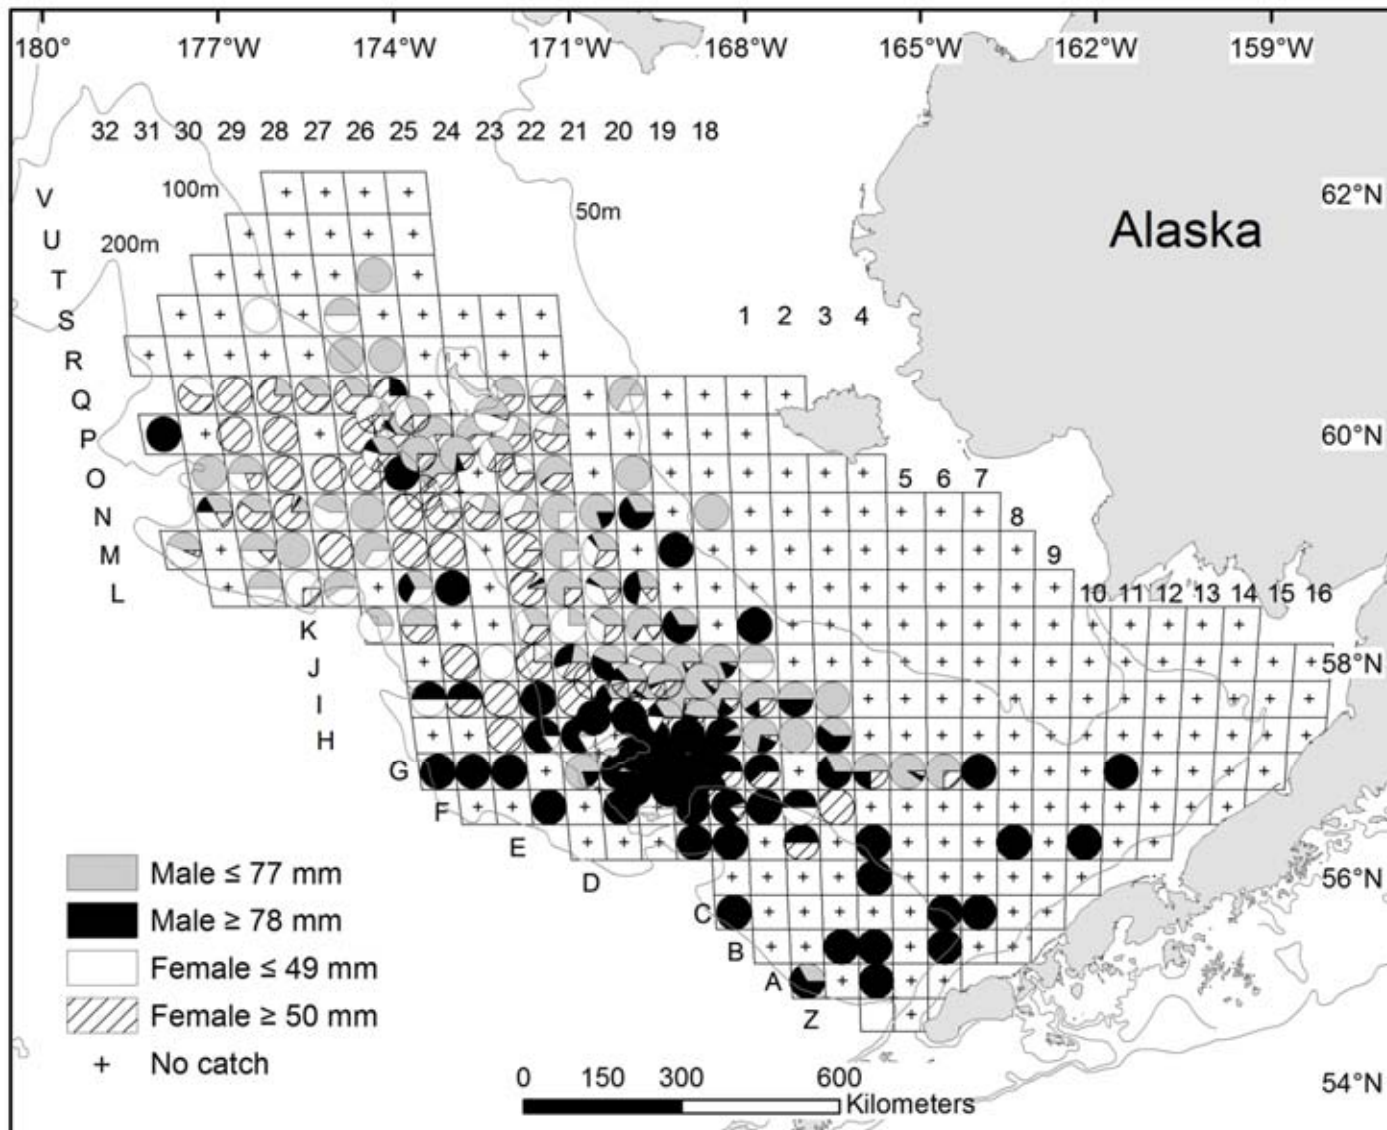 180° 177°W 174°W 171°W 168°W 165°W 162°W 159°W
32 31 30 29 28 27 26 25 24 23 22 21 20 19 18
V 100m 62°N
50m
U 200m Alaska
T
S 1 2 3 4
R
Q
P 60°N
O 5 6 7
N 8
M 9
L 10 11 12 13 14 15 16
K
J 58°N
I
H
G
F
E
D
Male ≤ 77 mm 56°N
Male ≥ 78 mm C
B
Female ≤ 49 mm A
Female ≥ 50 mm Z
+ No catch
0 150 300 600 54°N
Kilometers